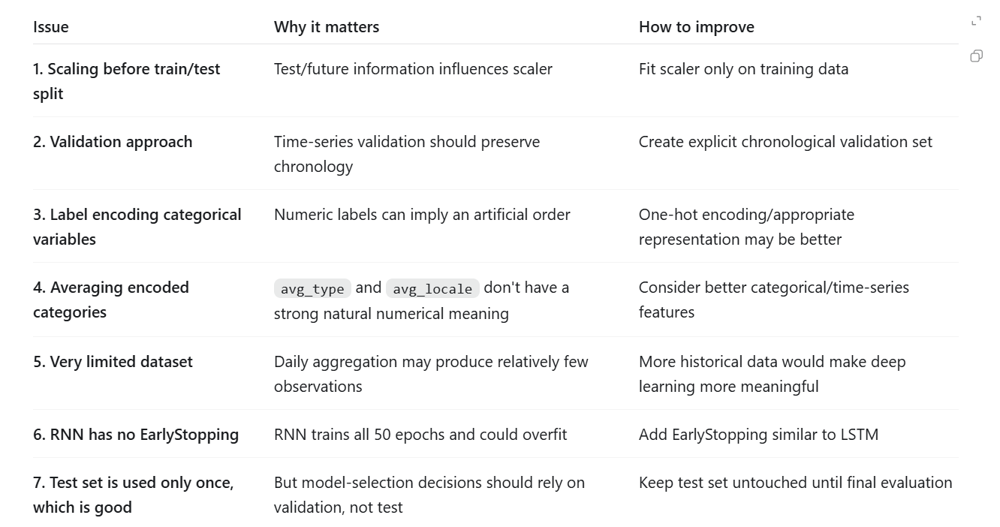 Issue Why it matters How to improve
1. Scaling before train/test Test/future information influences scaler Fit scaler only on training data
split
2. Validation approach Time-series validation should preserve Create explicit chronological validation set
chronology
3. Label encoding categorical Numeric labels can imply an artificial order One-hot encoding/appropriate
variables representation may be better
4. Averaging encoded avg_type and avg_locale don't have a Consider better categorical/time-series
categories strong natural numerical meaning features
5. Very limited dataset Daily aggregation may produce relatively few More historical data would make deep
observations learning more meaningful
6. RNN has no EarlyStopping RNN trains all 50 epochs and could overfit Add EarlyStopping similar to LSTM
7. Test set is used only once, But model-selection decisions should rely on Keep test set untouched until final evaluation
which is good validation, not test